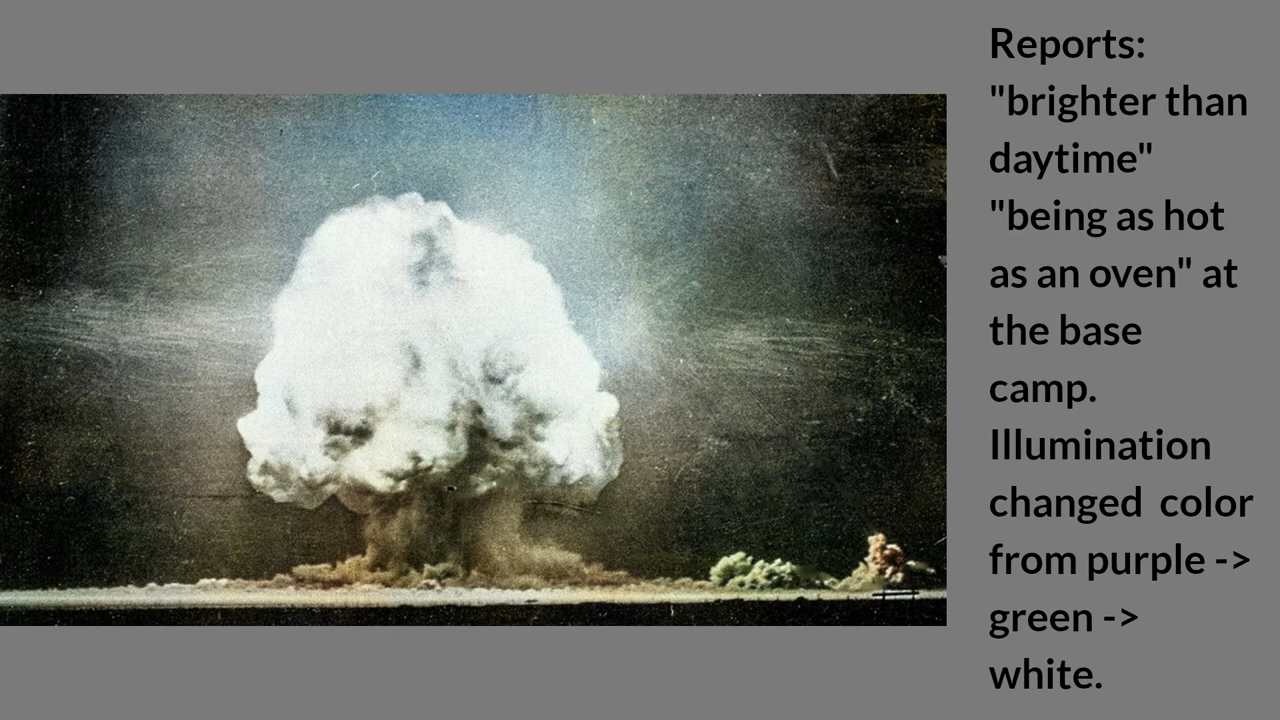 Reports:
"brighter than
daytime"
"being as hot
as an oven" at
the base
camp.
Illumination
changed  color
from purple ->
green ->
white.